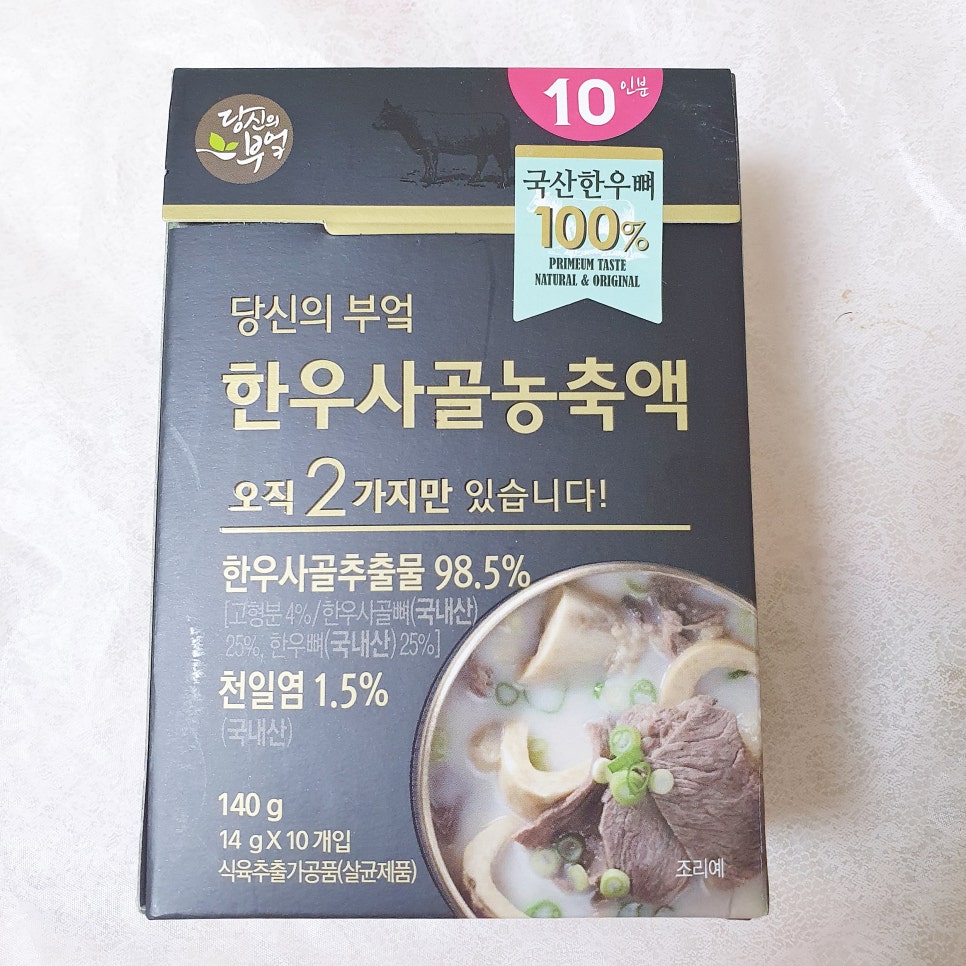 당신의
부엌
10 인분
국산한우뼈
100%
PRIMEUM TASTE
NATURAL & ORIGINAL
당신의 부엌
한우사골농축액
오직 2가지만 있습니다!
한우사골추출물 98.5%
[고형분 4%/한우사골뼈(국내산)
25%, 한우뼈(국내산) 25%]
천일염 1.5%
(국내산)
140 g
14 g X 10 개입
식육추출가공품(살균제품)
조리예